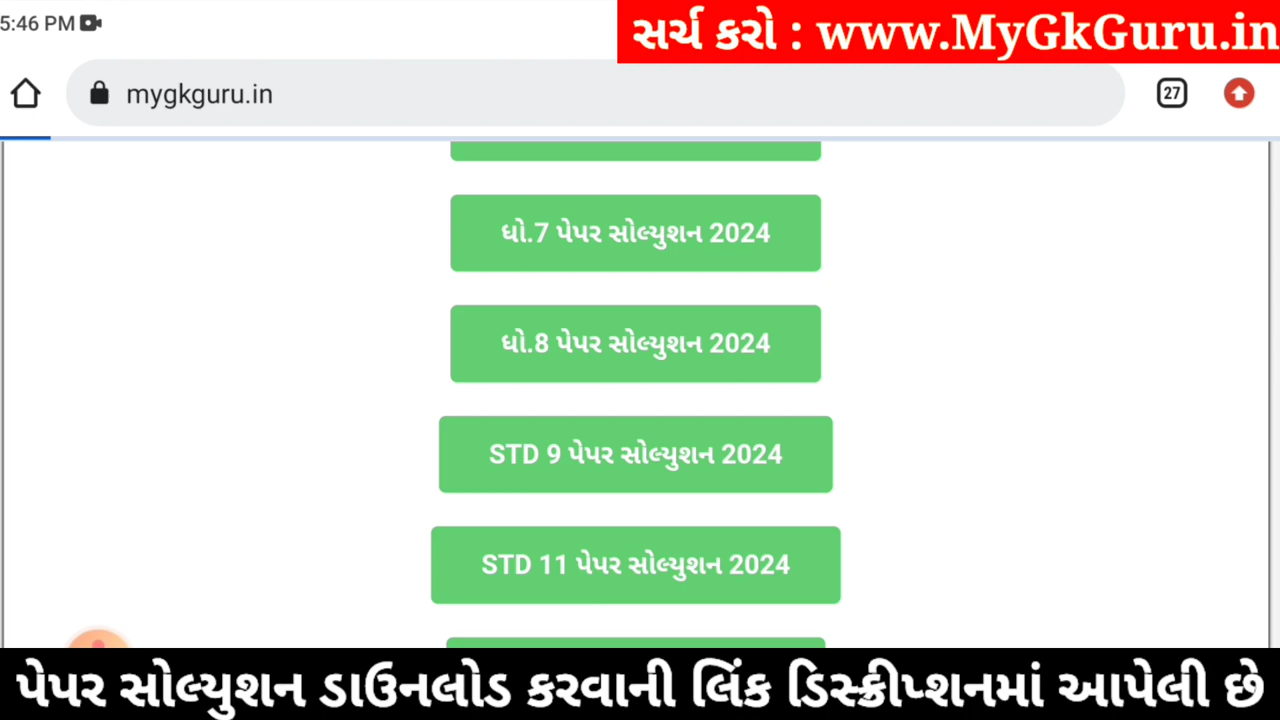 5:46 PM
સર્ચ કરો : www.MyGkGuru.in
mygkguru.in
27
ધો.7 પેપર સોલ્યુશન 2024
ધો.8 પેપર સોલ્યુશન 2024
STD 9 પેપર સોલ્યુશન 2024
STD 11 પેપર સોલ્યુશન 2024
પેપર સોલ્યુશન ડાઉનલોડ કરવાની લિંક ડિસ્ક્રીપ્શનમાં આપેલી છે